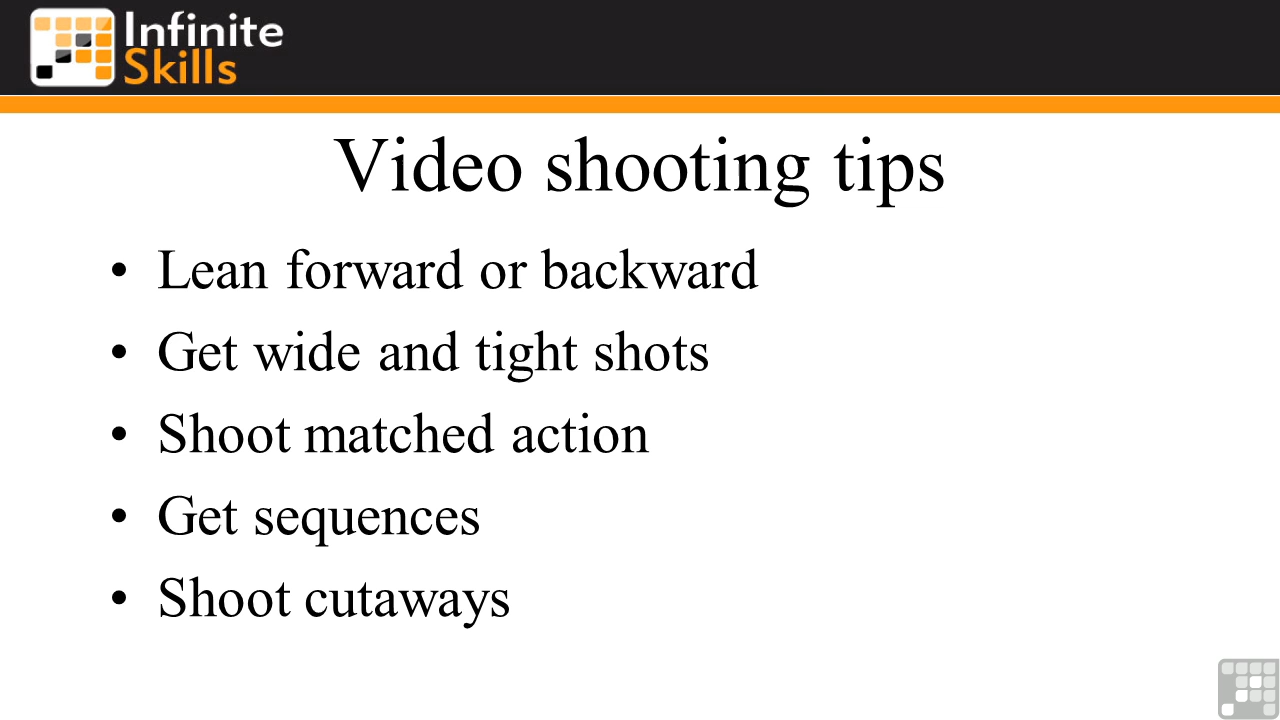 Infinite
Skills
Video shooting tips
• Lean forward or backward
• Get wide and tight shots
• Shoot matched action
• Get sequences
• Shoot cutaways